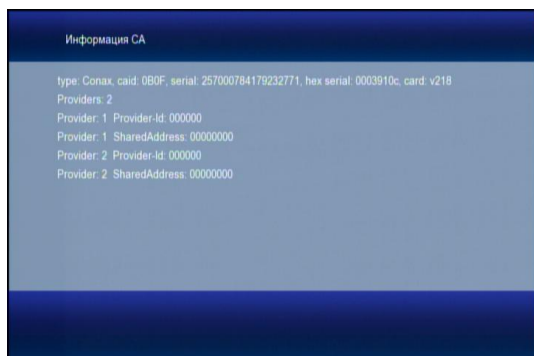 Информация CA
type: Conax, caid: 0B0F, serial: 257000784179232771, hex serial: 0003910c, card: v218
Providers: 2
Provider: 1 Provider-Id: 000000
Provider: 1 SharedAddress: 00000000
Provider: 2 Provider-Id: 000000
Provider: 2 SharedAddress: 00000000